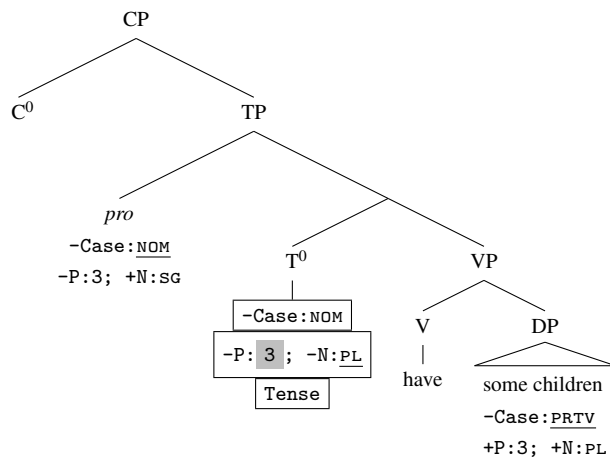 CP
C⁰ TP
pro
-Case:NOM
-P:3; +N:SG
T⁰ VP
-Case:NOM
-P: 3 ; -N:PL
Tense
V DP
have some children
-Case:PRTV
+P:3; +N:PL